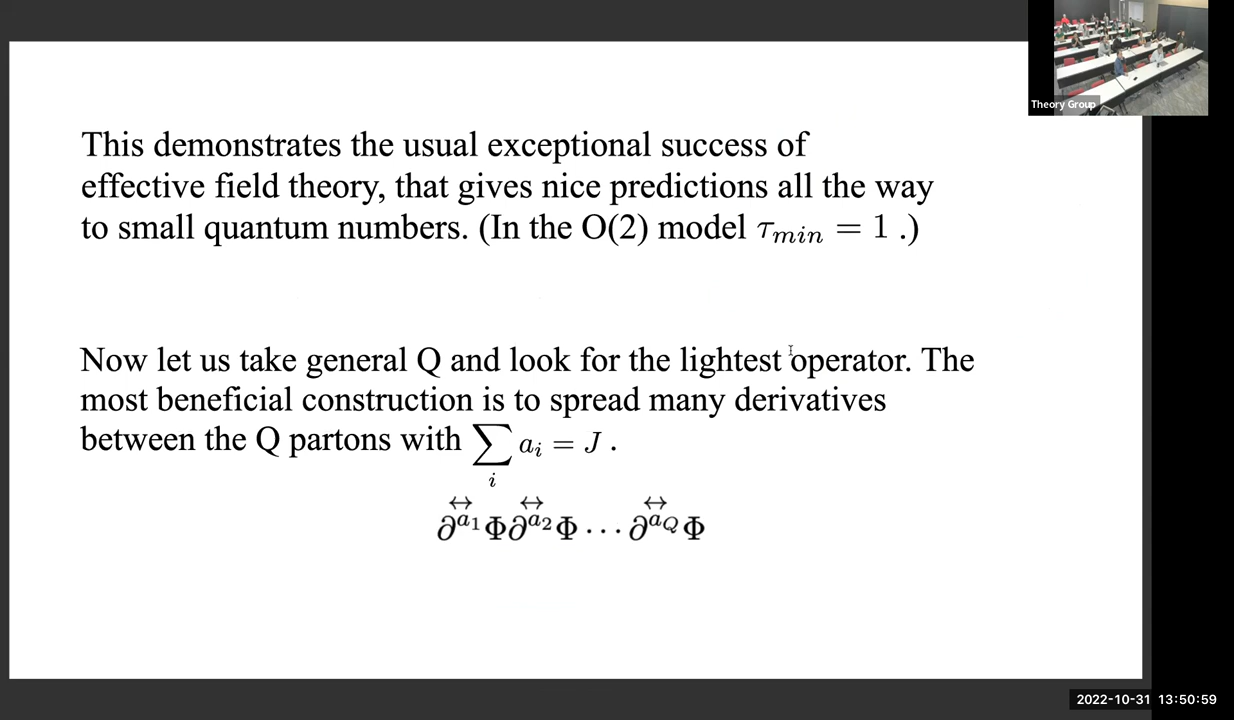 Theory Group
This demonstrates the usual exceptional success of
effective field theory, that gives nice predictions all the way
to small quantum numbers. (In the O(2) model τ_{min} = 1 .)
Now let us take general Q and look for the lightest operator. The
most beneficial construction is to spread many derivatives
between the Q partons with ∑_i a_i = J .
∂↔^{a_1} Φ ∂↔^{a_2} Φ ⋯ ∂↔^{a_Q} Φ
2022-10-31 13:50:59